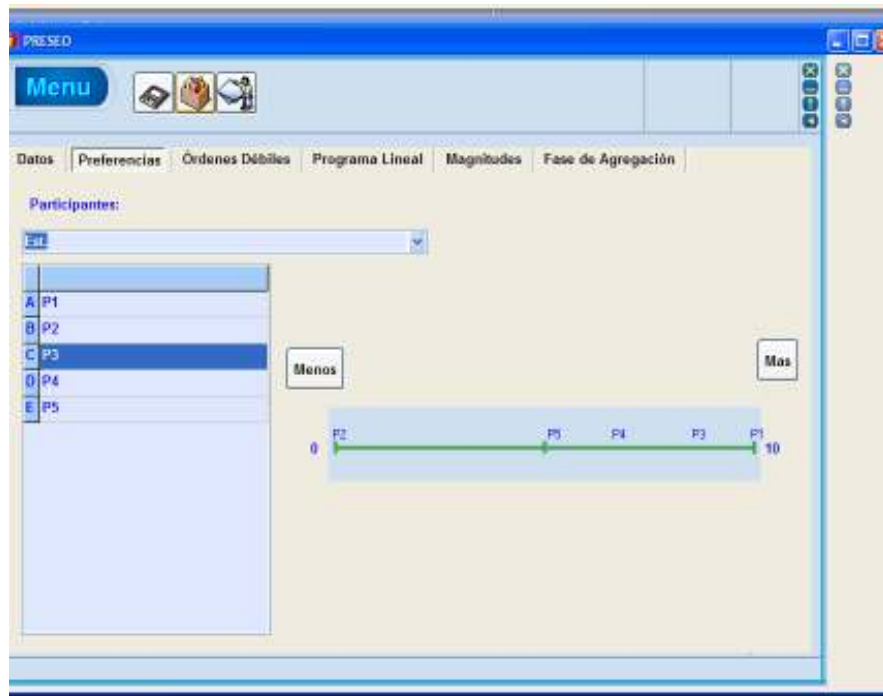 PRESEO
Menu
Datos Preferencias Órdenes Débiles Programa Lineal Magnitudes Fase de Agregación
Participantes:
Est.
A P1
B P2
C P3
D P4
E P5
Menos
Mas
P2 P5 P4 P3 P1
0 10